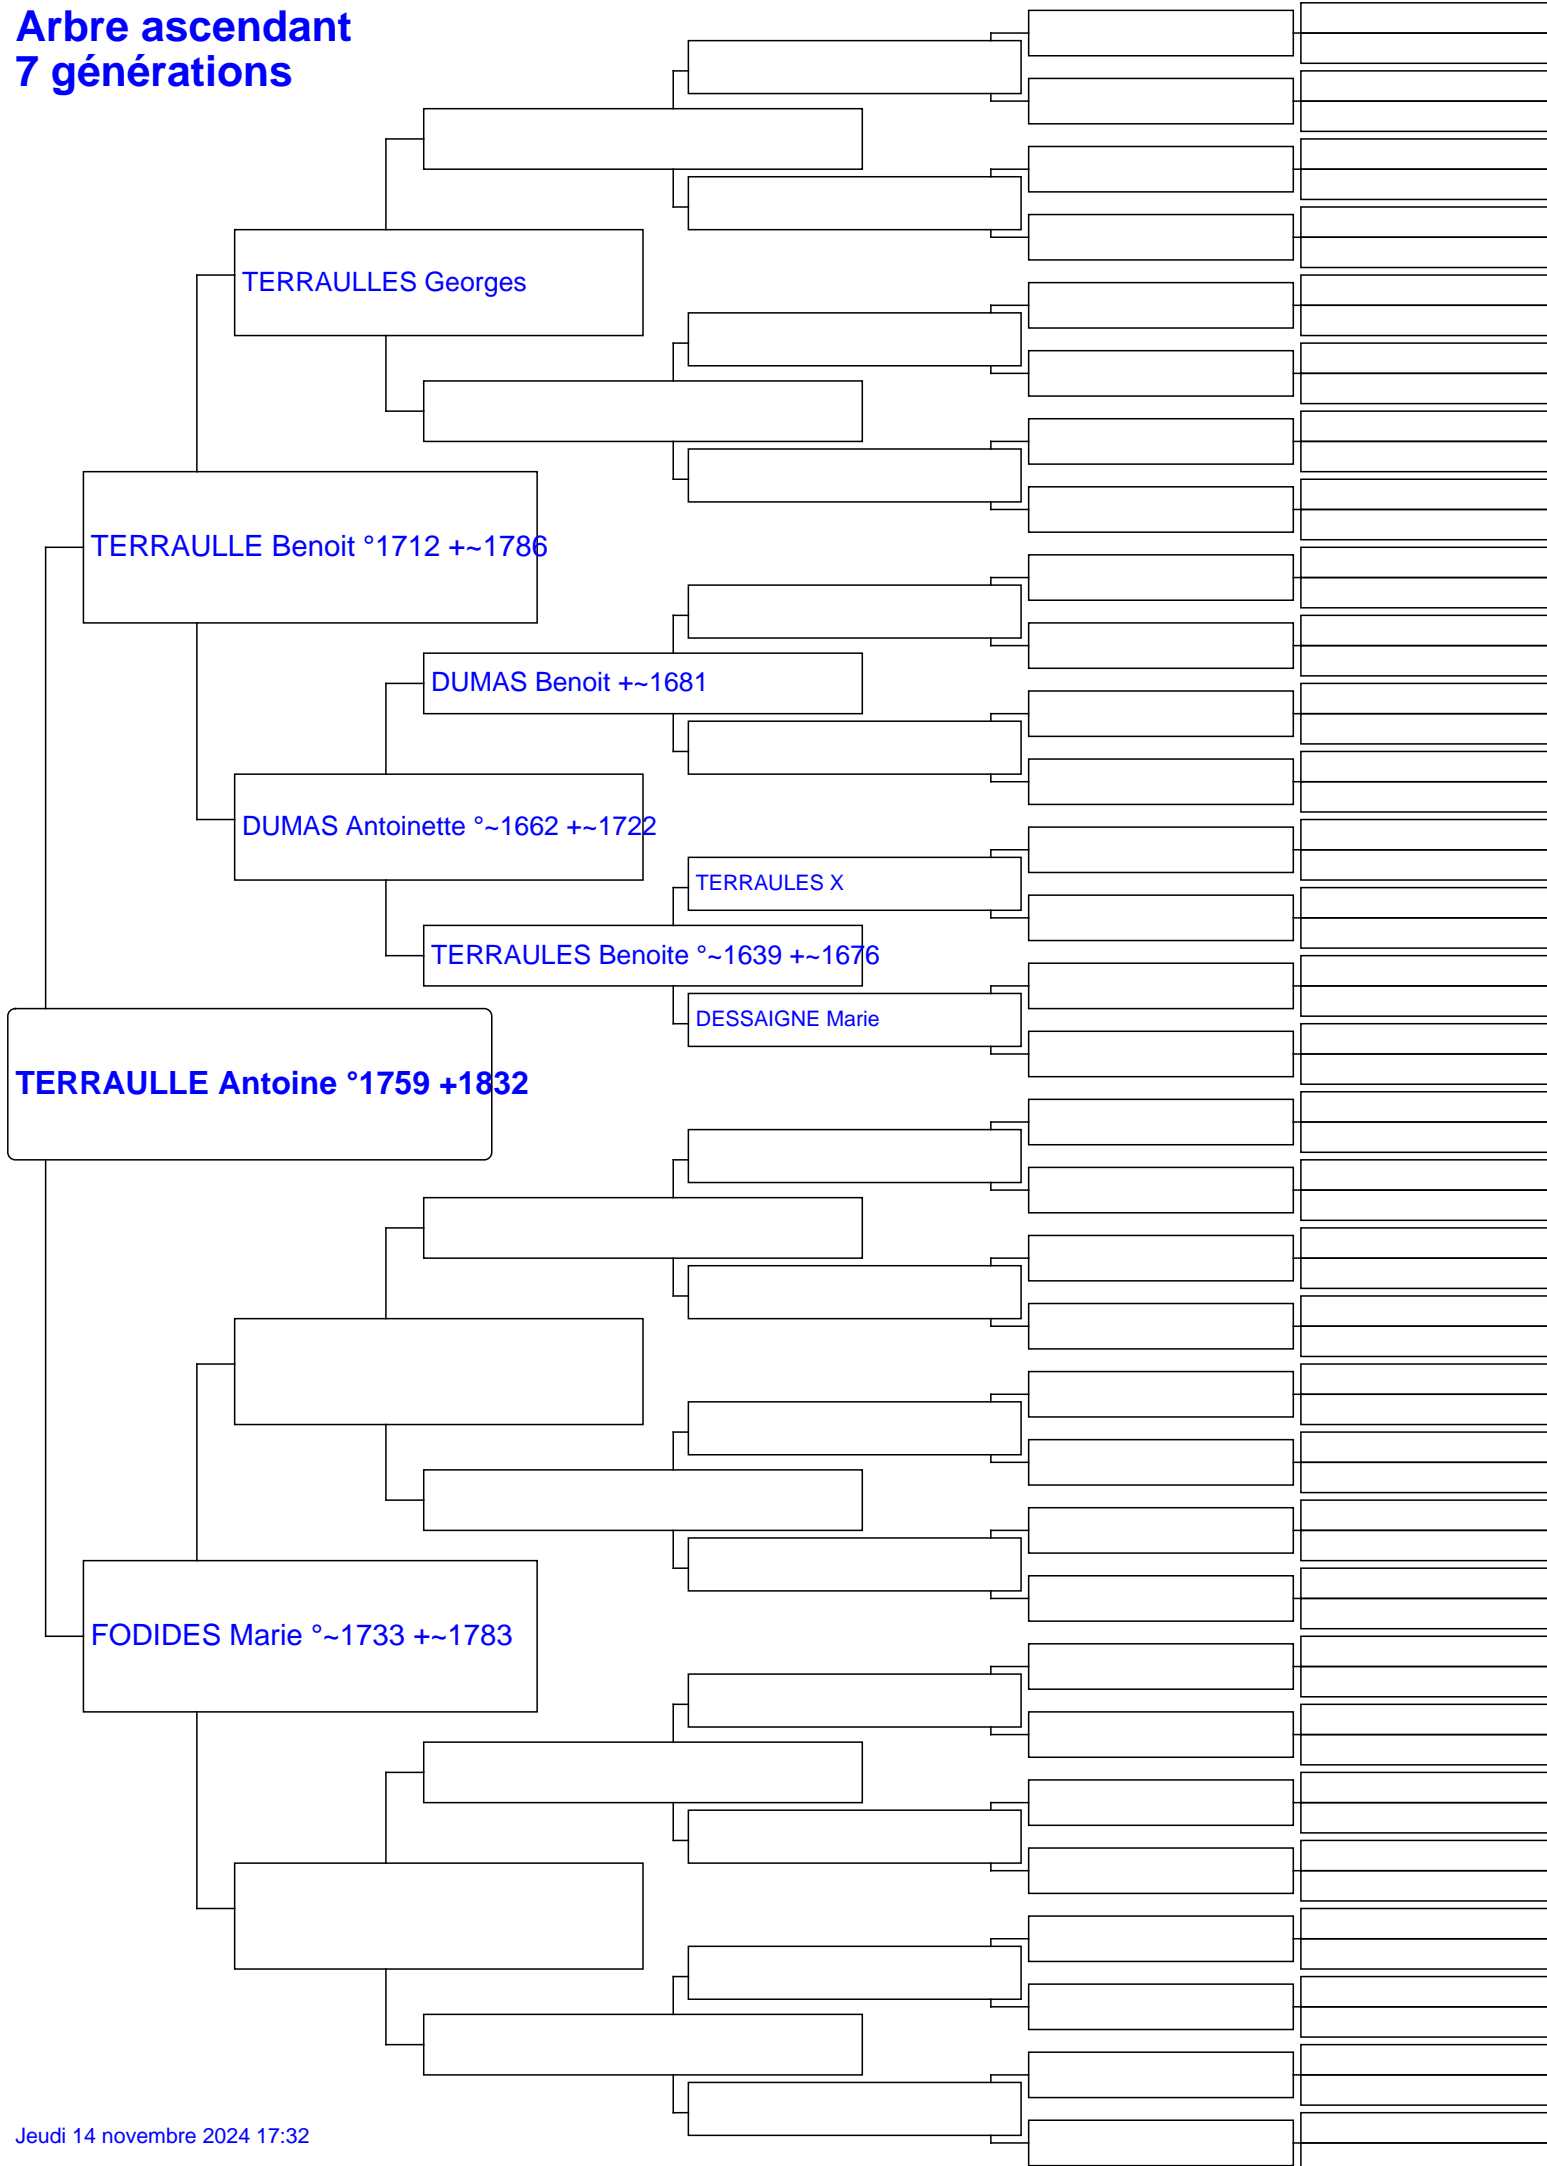 Arbre ascendant
7 générations
TERRAULLES Georges
TERRAULLE Benoit °1712 +~1786
DUMAS Benoit +~1681
DUMAS Antoinette °~1662 +~1722
TERRAULES X
TERRAULES Benoite °~1639 +~1676
DESSAIGNE Marie
TERRAULLE Antoine °1759 +1832
FODIDES Marie °~1733 +~1783
Jeudi 14 novembre 2024 17:32